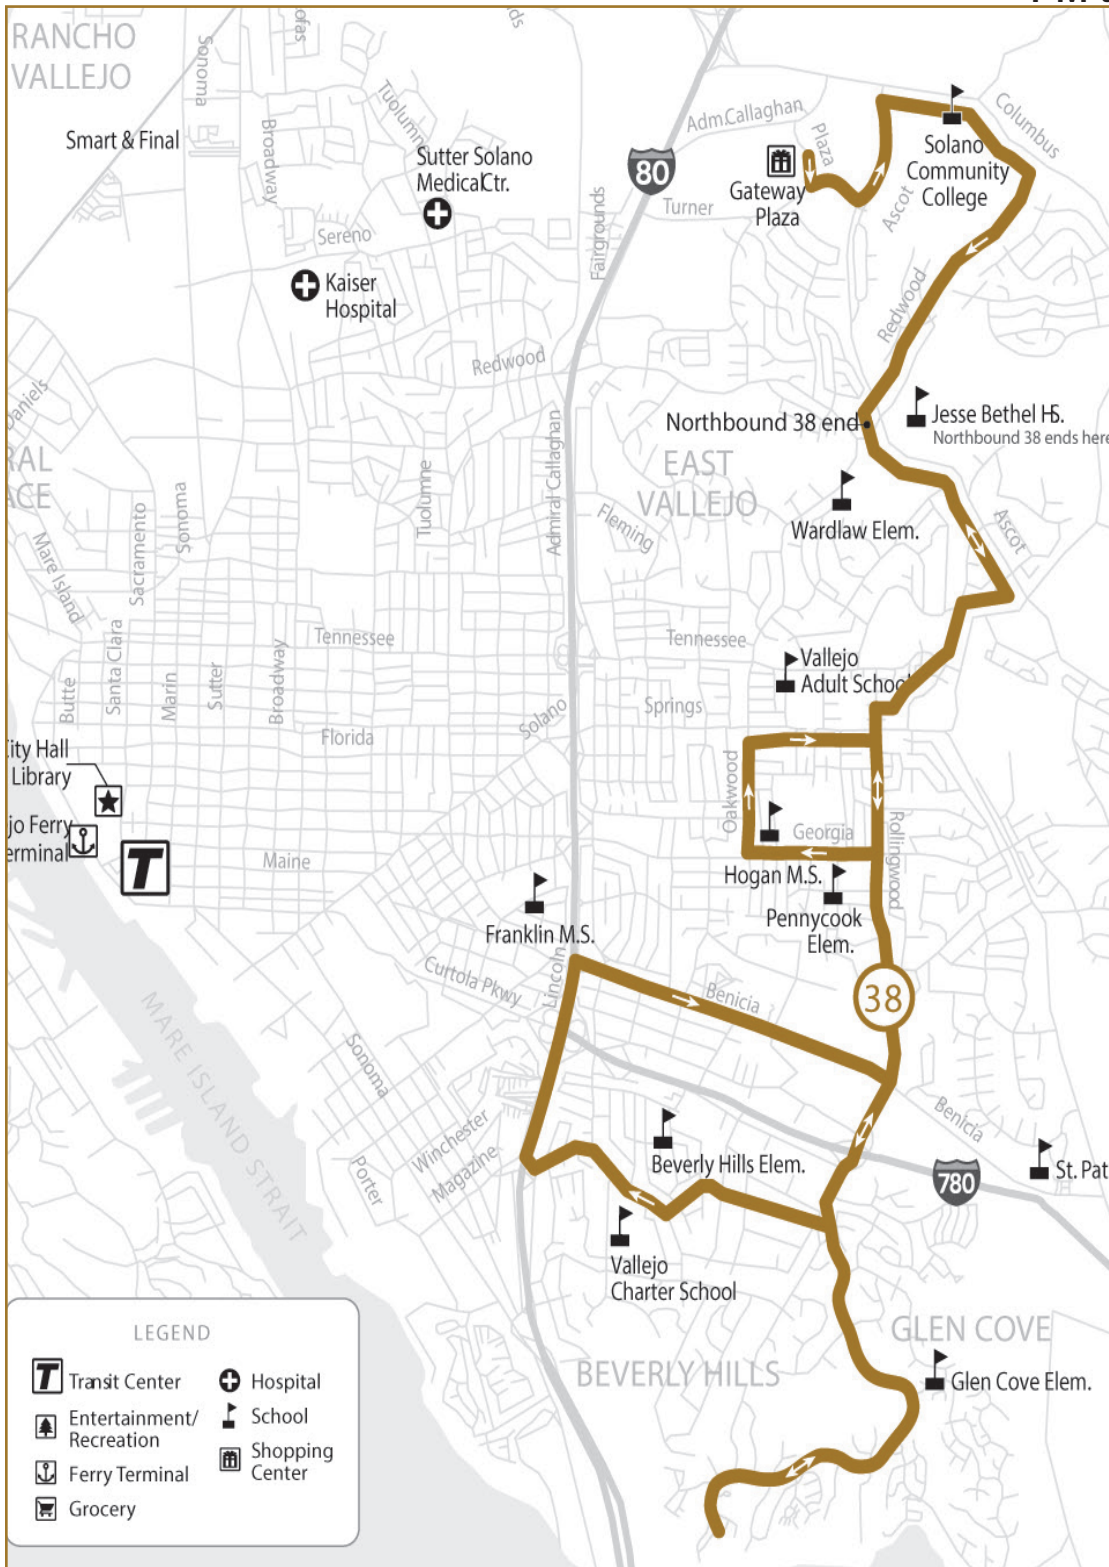 RANCHO
VALLEJO
Sonoma
Broadway
Tuolumne
Smart & Final
Sutter Solano
Medical Ctr.
80
Adm.Callaghan
Plaza
Columbus
Solano
Community
College
Gateway
Plaza
Turner
Ascot
Fairgrounds
Sereno
Kaiser
Hospital
Redwood
Redwood
Daniels
Northbound 38 end
Jesse Bethel HS.
Northbound 38 ends here
RAL
ACE
EAST
VALLEJO
Admiral Callaghan
Tuolumne
Sonoma
Sacramento
Mare Island
Fleming
Wardlaw Elem.
Ascot
Tennessee
Tennessee
Butte
Santa Clara
Marin
Sutter
Broadway
Vallejo
Adult School
Springs
Solano
Florida
City Hall
Library
Oakwood
Georgia
Rollingwood
jo Ferry
erminal
T
Maine
Hogan M.S.
Pennycook
Elem.
Franklin M.S.
Curtola Pkwy
Lincoln
Benicia
38
MARE ISLAND STRAIT
Sonoma
Winchester
Magazine
Porter
Benicia
Beverly Hills Elem.
780
St. Pat
Vallejo
Charter School
GLEN COVE
BEVERLY HILLS
Glen Cove Elem.
LEGEND
T Transit Center
Hospital
Entertainment/
Recreation
School
Ferry Terminal
Shopping
Center
Grocery